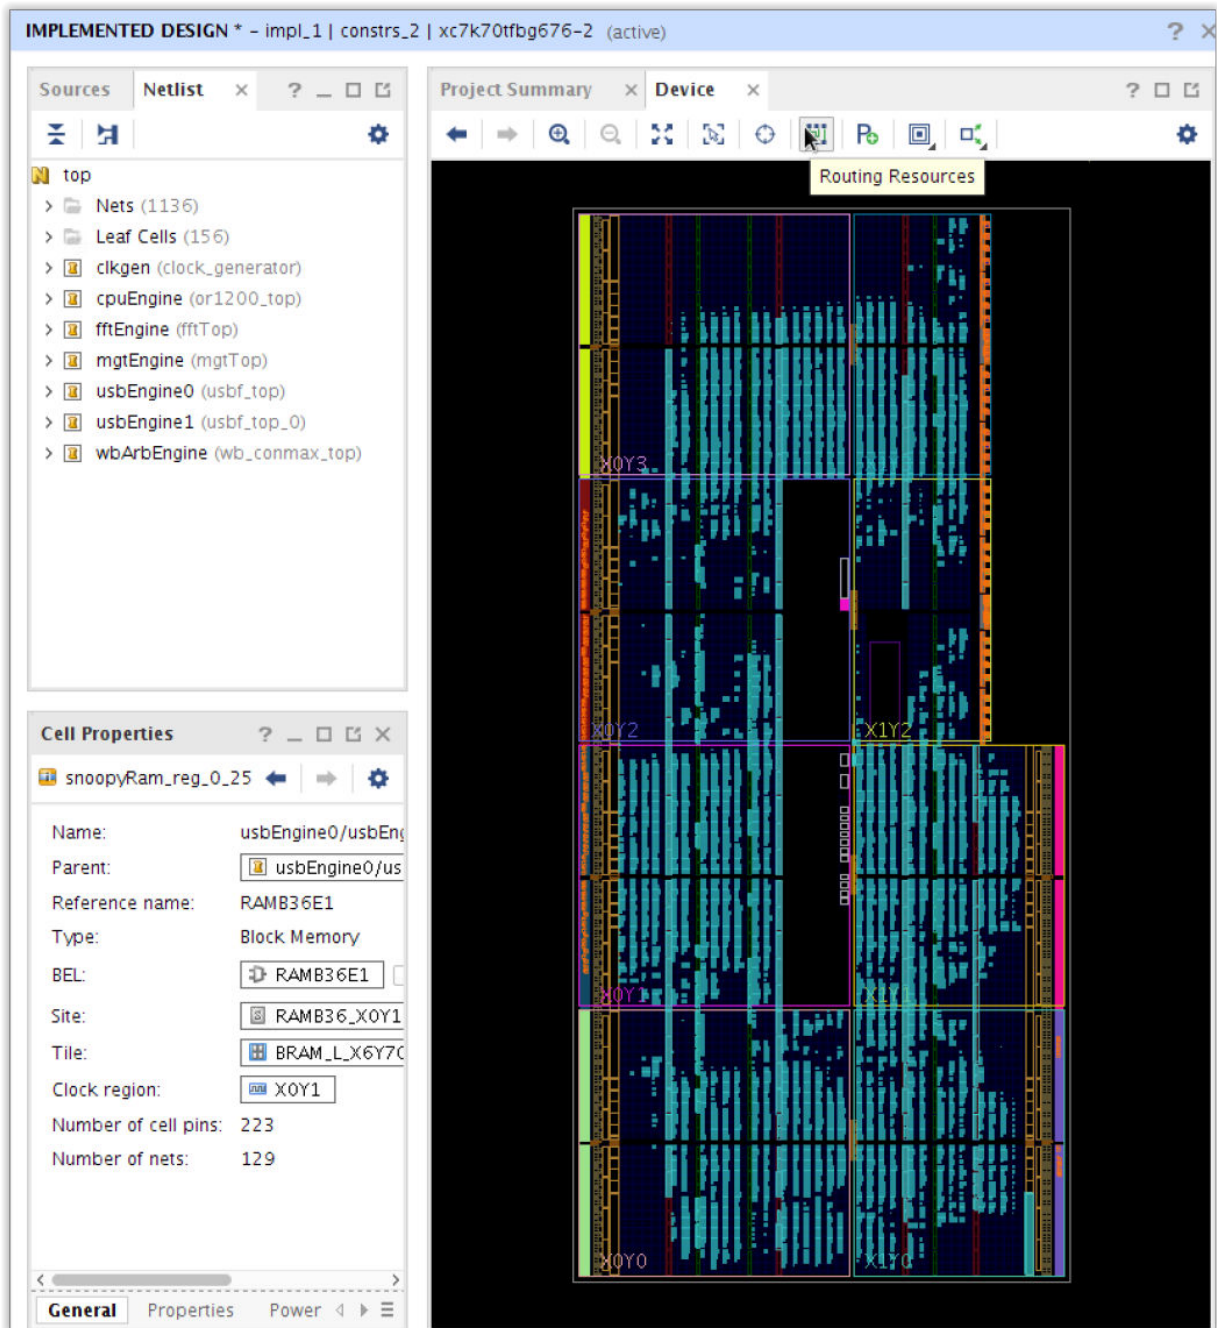 IMPLEMENTED DESIGN * - impl_1 | constrs_2 | xc7k70tfbg676-2 (active)
Sources Netlist
Project Summary Device
Routing Resources
top
Nets (1136)
Leaf Cells (156)
clkgen (clock_generator)
cpuEngine (or1200_top)
fftEngine (fftTop)
mgtEngine (mgtTop)
usbEngine0 (usbf_top)
usbEngine1 (usbf_top_0)
wbArbEngine (wb_conmax_top)
X0Y3
X0Y2
X1Y2
X0Y1
X1Y1
X0Y0
X1Y0
Cell Properties
snoopyRam_reg_0_25
Name: usbEngine0/usbEng
Parent: usbEngine0/us
Reference name: RAMB36E1
Type: Block Memory
BEL: RAMB36E1
Site: RAMB36_X0Y1
Tile: BRAM_L_X6Y70
Clock region: X0Y1
Number of cell pins: 223
Number of nets: 129
General Properties Power